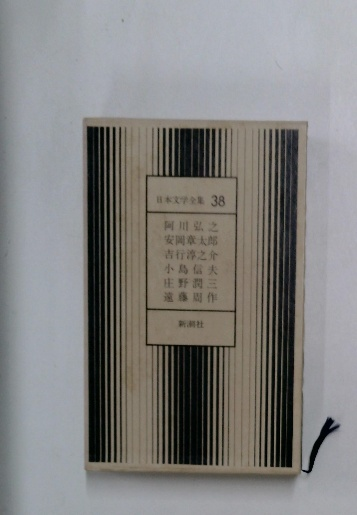 日本文学全集 38
阿川弘之
安岡章太郎
吉行淳之介
小島信夫
庄野潤三
遠藤周作
新潮社